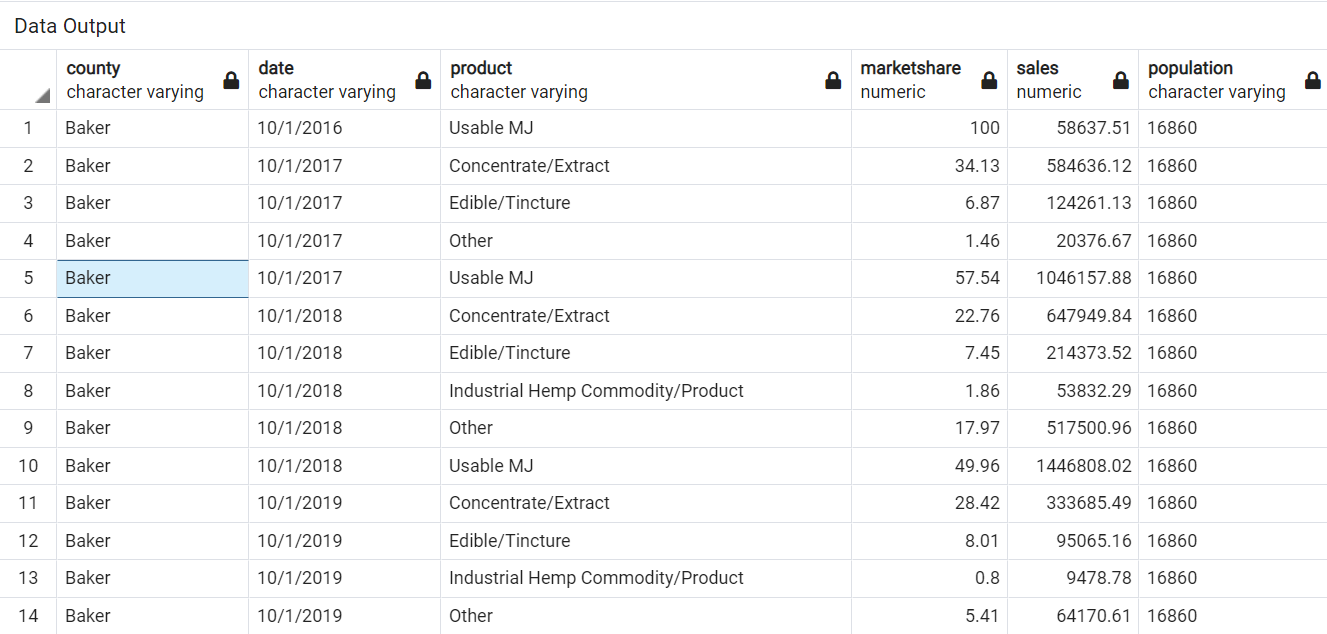 Data Output
county date product marketshare sales population
character varying character varying character varying numeric numeric character varying
1 Baker 10/1/2016 Usable MJ 100 58637.51 16860
2 Baker 10/1/2017 Concentrate/Extract 34.13 584636.12 16860
3 Baker 10/1/2017 Edible/Tincture 6.87 124261.13 16860
4 Baker 10/1/2017 Other 1.46 20376.67 16860
5 Baker 10/1/2017 Usable MJ 57.54 1046157.88 16860
6 Baker 10/1/2018 Concentrate/Extract 22.76 647949.84 16860
7 Baker 10/1/2018 Edible/Tincture 7.45 214373.52 16860
8 Baker 10/1/2018 Industrial Hemp Commodity/Product 1.86 53832.29 16860
9 Baker 10/1/2018 Other 17.97 517500.96 16860
10 Baker 10/1/2018 Usable MJ 49.96 1446808.02 16860
11 Baker 10/1/2019 Concentrate/Extract 28.42 333685.49 16860
12 Baker 10/1/2019 Edible/Tincture 8.01 95065.16 16860
13 Baker 10/1/2019 Industrial Hemp Commodity/Product 0.8 9478.78 16860
14 Baker 10/1/2019 Other 5.41 64170.61 16860